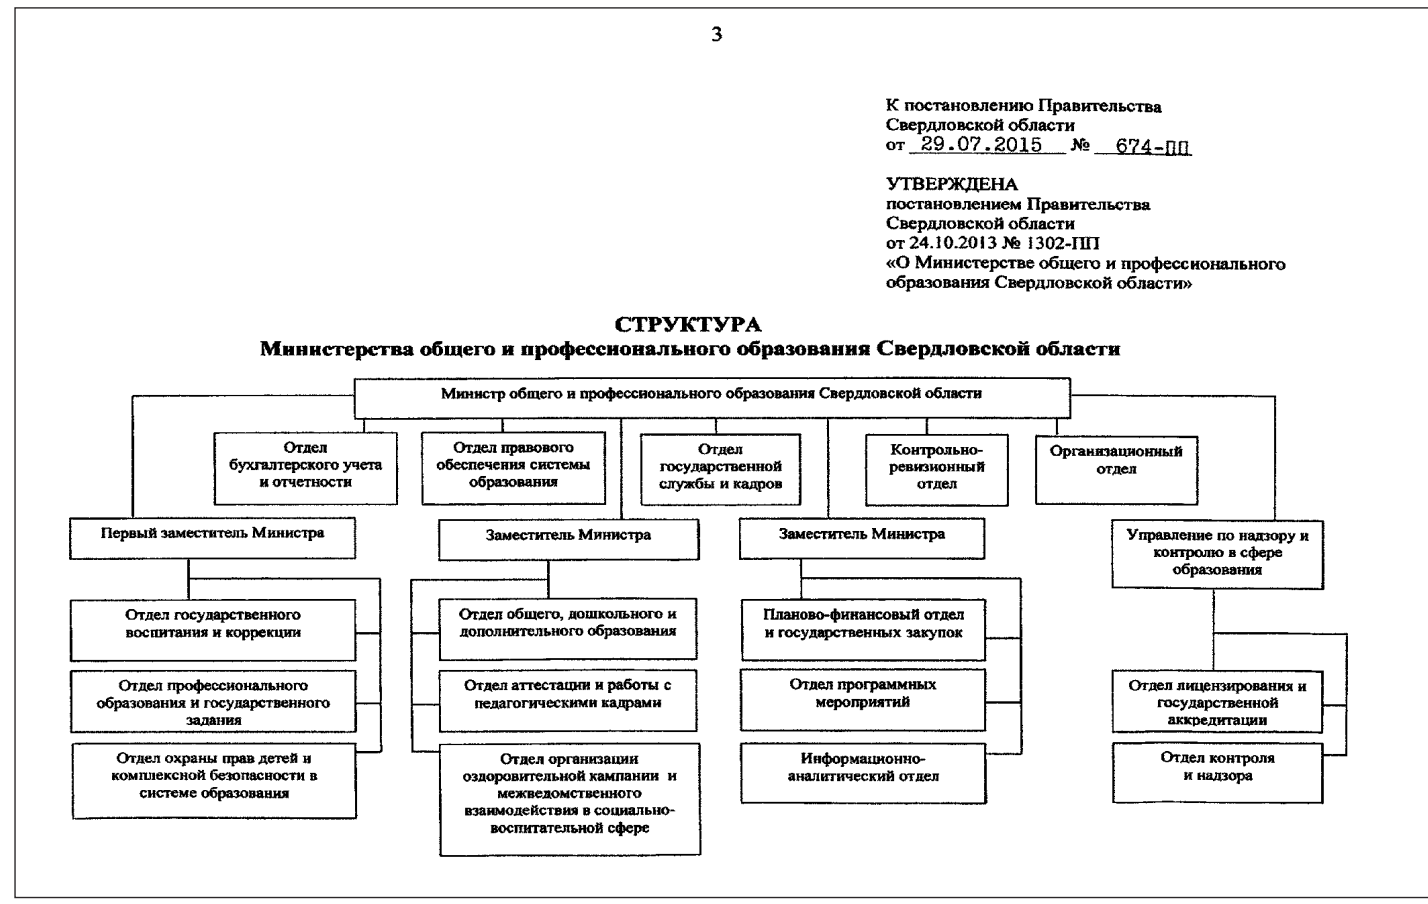 3
К постановлению Правительства
Свердловской области
от 29.07.2015 № 674-ПП
УТВЕРЖДЕНА
постановлением Правительства
Свердловской области
от 24.10.2013 № 1302-ПП
«О Министерстве общего и профессионального
образования Свердловской области»
СТРУКТУРА
Министерства общего и профессионального образования Свердловской области
Министр общего и профессионального образования Свердловской области
Отдел
бухгалтерского учета
и отчетности
Отдел правового
обеспечения системы
образования
Отдел
государственной
службы и кадров
Контрольно-
ревизионный
отдел
Организационный
отдел
Первый заместитель Министра
Заместитель Министра
Заместитель Министра
Управление по надзору и
контролю в сфере
образования
Отдел государственного
воспитания и коррекции
Отдел общего, дошкольного и
дополнительного образования
Планово-финансовый отдел
и государственных закупок
Отдел профессионального
образования и государственного
задания
Отдел аттестации и работы с
педагогическими кадрами
Отдел программных
мероприятий
Отдел лицензирования и
государственной
аккредитации
Отдел охраны прав детей и
комплексной безопасности в
системе образования
Отдел организации
оздоровительной кампании и
межведомственного
взаимодействия в социально-
воспитательной сфере
Информационно-
аналитический отдел
Отдел контроля
и надзора